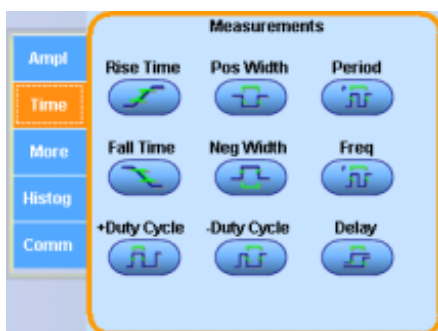 Measurements
Ampl
Time
More
Histog
Comm
Rise Time Pos Width Period
Fall Time Neg Width Freq
+Duty Cycle -Duty Cycle Delay